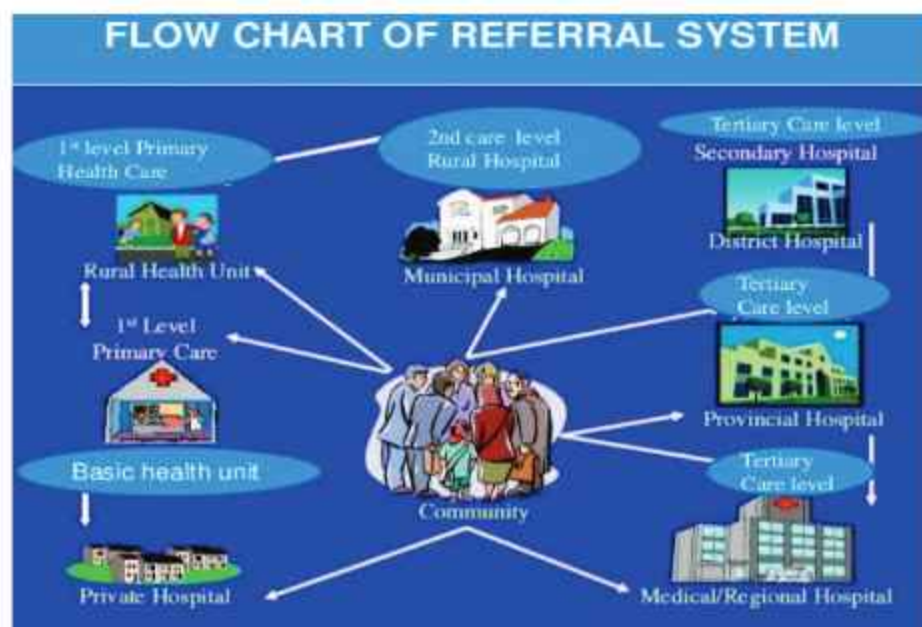 FLOW CHART OF REFERRAL SYSTEM
1st level Primary
Health Care
Rural Health Unit
2nd care level
Rural Hospital
Municipal Hospital
Tertiary Care level
Secondary Hospital
District Hospital
Tertiary
Care level
Provincial Hospital
1st Level
Primary Care
Basic health unit
Private Hospital
Community
Tertiary
Care level
Medical/Regional Hospital